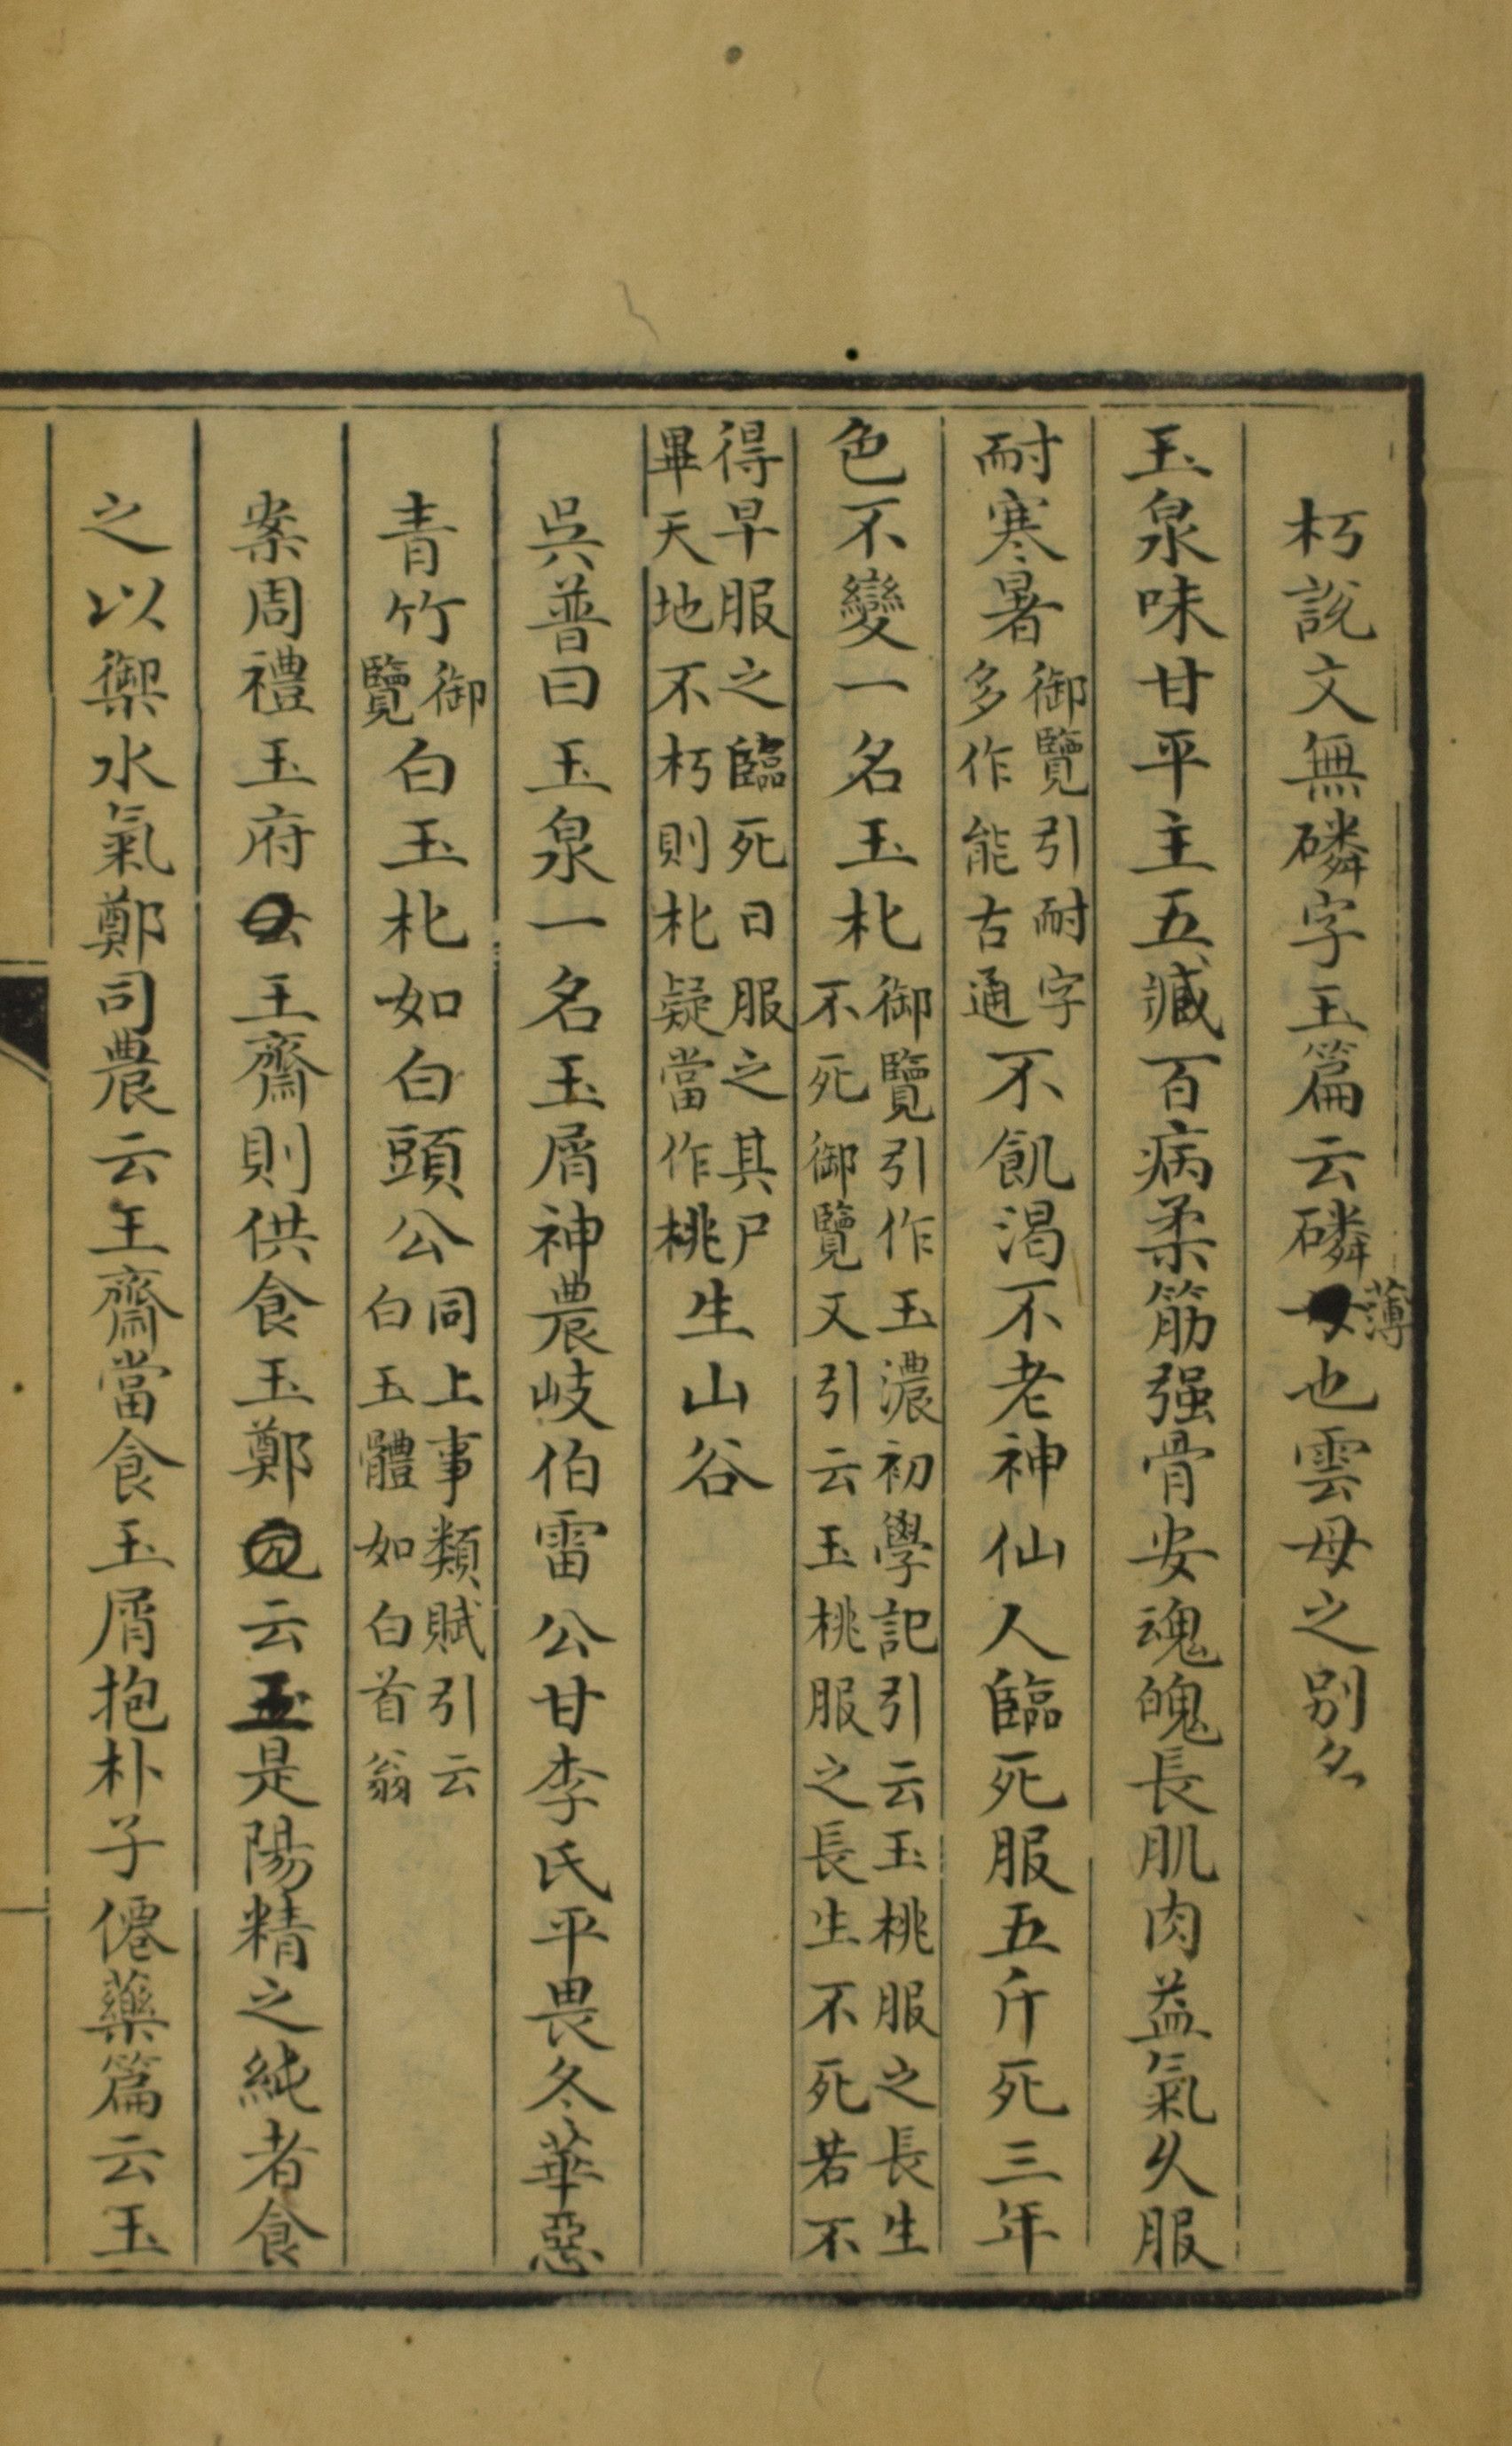 朽說文無磷字玉篇云磷薄也雲母之别名
玉泉味甘平主五臧百病柔筋强骨安魂魄長肌肉益氣久服
耐寒暑御覽引耐字多作能古通不飢渴不老神仙人臨死服五斤死三年
色不變一名玉朼御覽引作玉濃初學記引云玉桃服之長生不死御覽又引云玉桃服之長生不死若不
得早服之臨死日服之其尸畢天地不朽則朼疑當作桃生山谷
吳普曰玉泉一名玉屑神農岐伯雷公甘李氏平畏冬華惡
青竹御覽白玉朼如白頭公同上事類賦引云白玉體如白首翁
案周禮玉府王齋則供食玉鄭云玉是陽精之純者食
之以禦水氣鄭司農云王齋當食玉屑抱朴子僊藥篇云玉